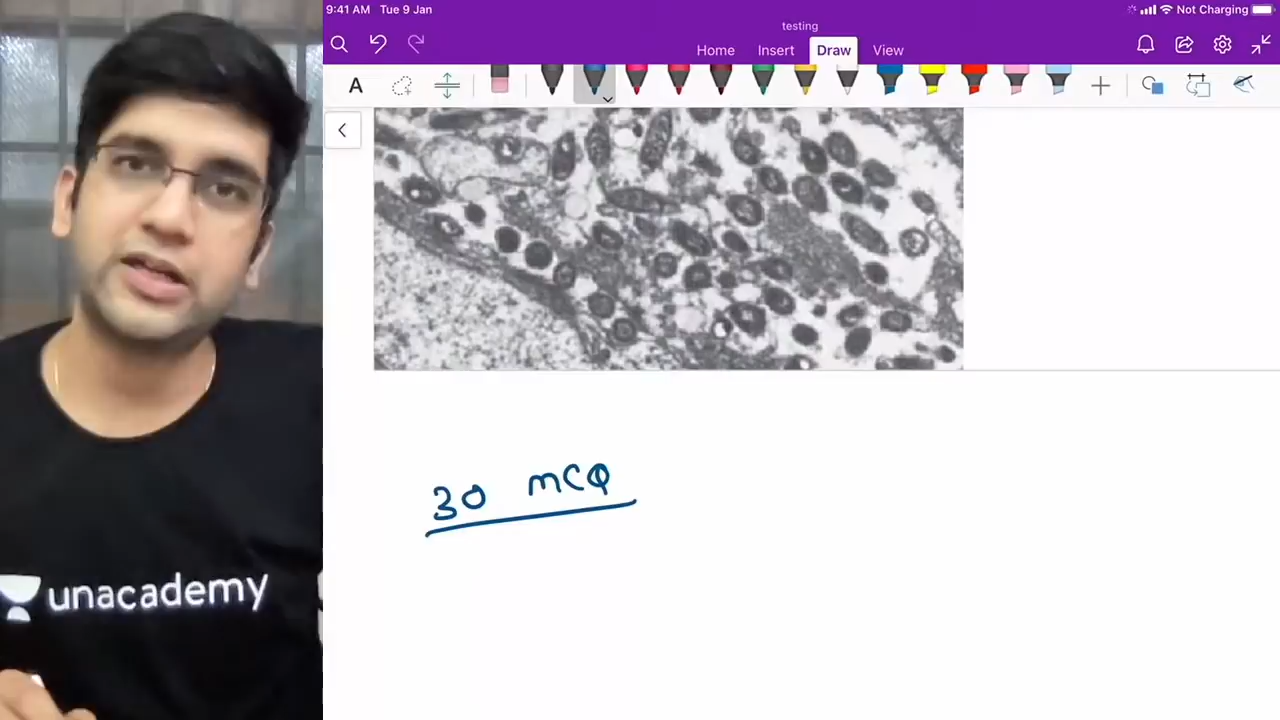 9:41 AM Tue 9 Jan
Not Charging
testing
Home Insert Draw View
A
30 MCQ
unacademy